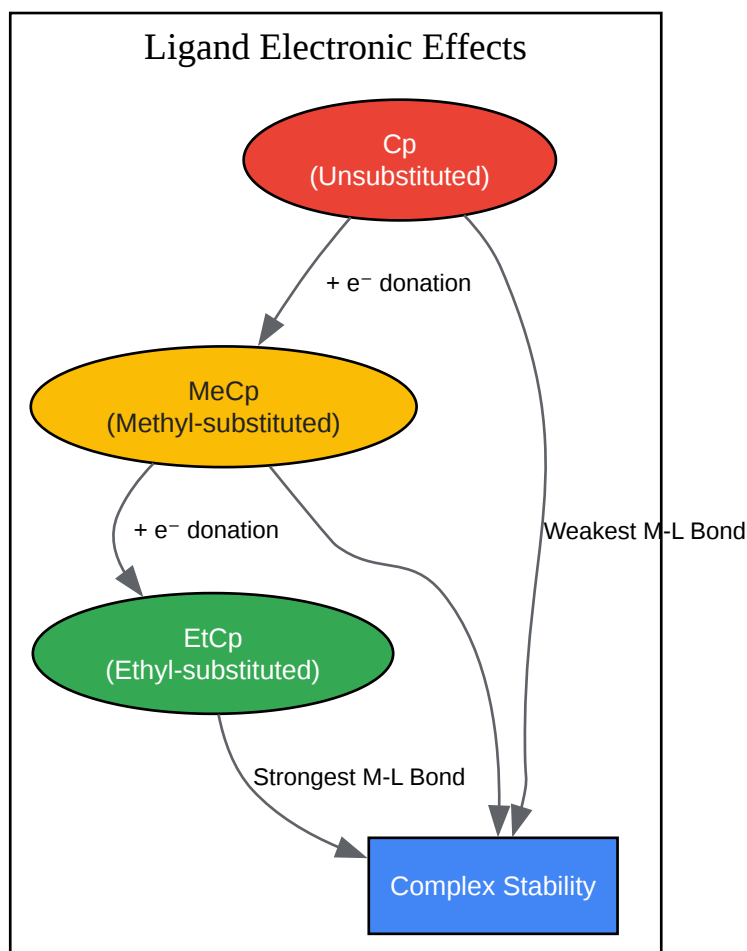 Ligand Electronic Effects
Cp
(Unsubstituted)
+ e⁻ donation
MeCp
(Methyl-substituted)
+ e⁻ donation
Weakest M-L Bond
EtCp
(Ethyl-substituted)
Strongest M-L Bond
Complex Stability